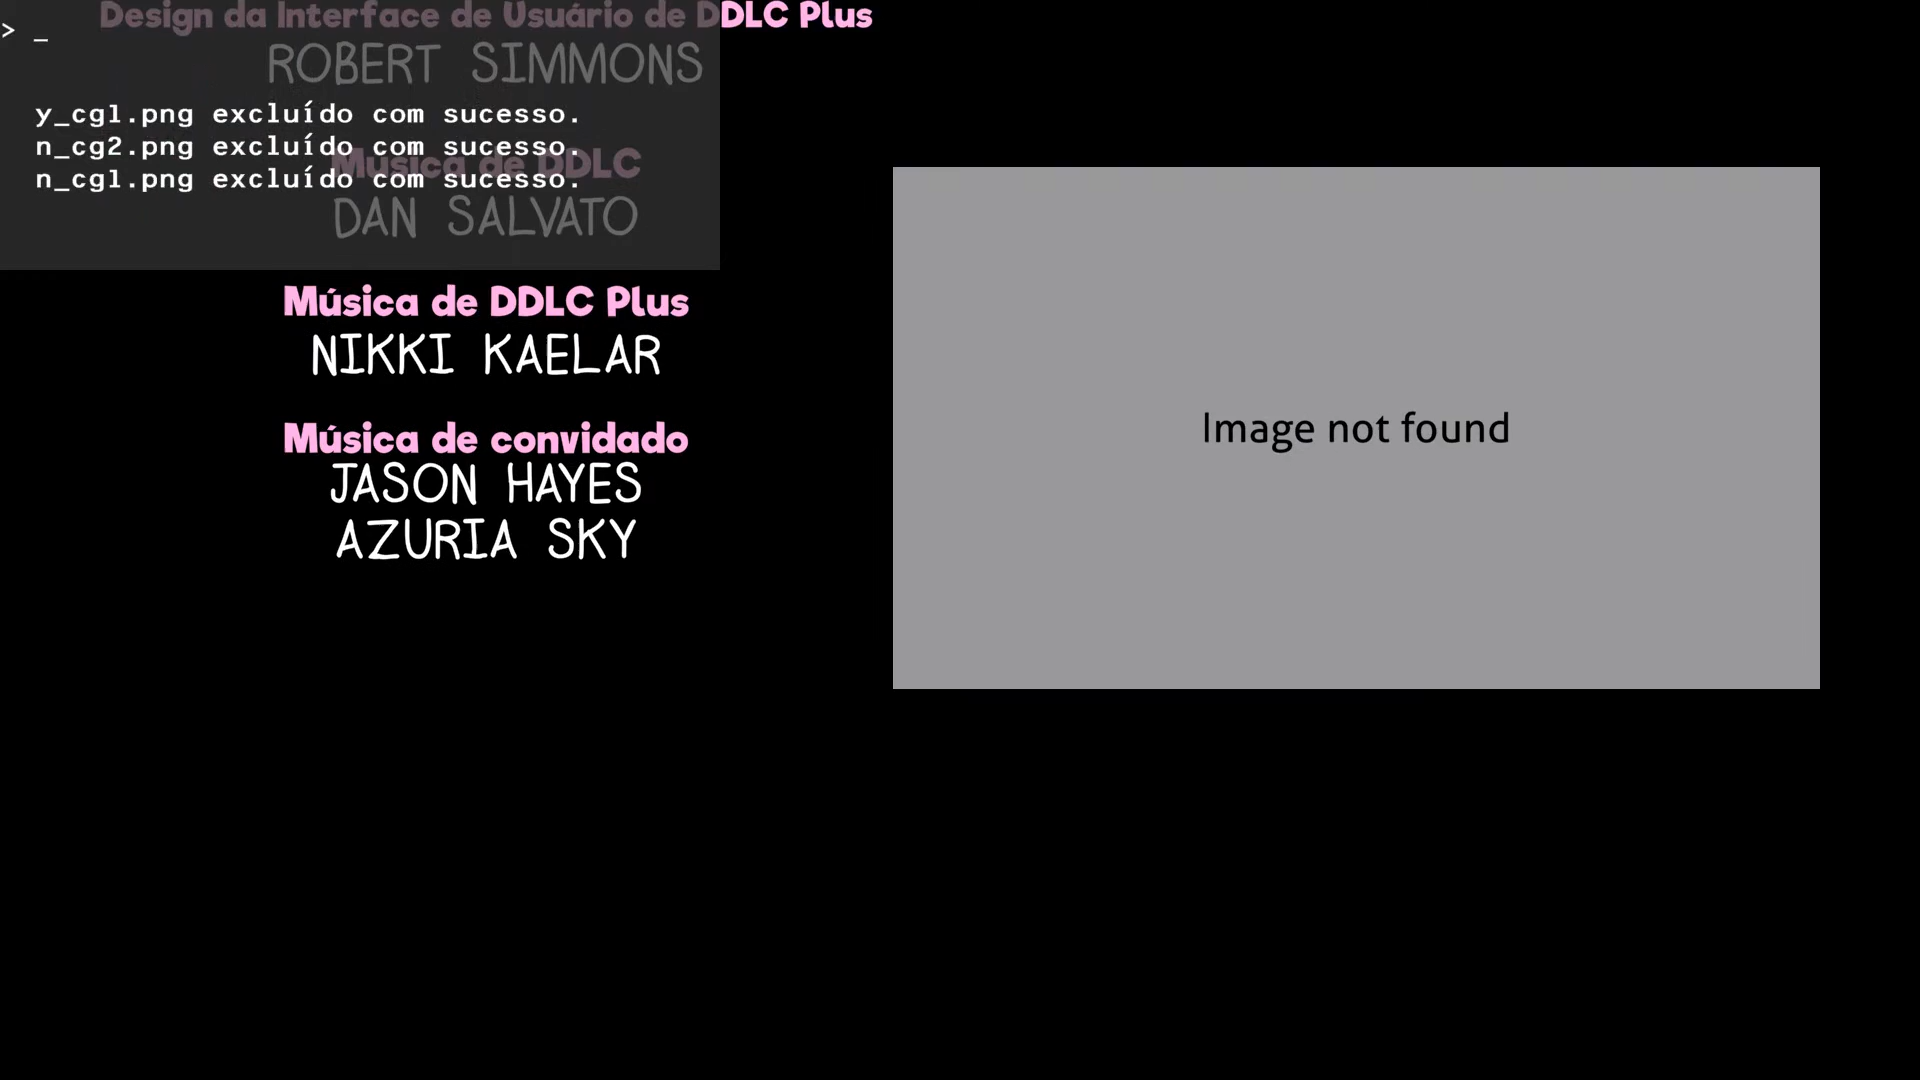 > _
y_cg1.png excluído com sucesso.
n_cg2.png excluído com sucesso.
n_cg1.png excluído com sucesso.
Design da Interface de Usuário de DDLC Plus
ROBERT SIMMONS
Música de DDLC
DAN SALVATO
Música de DDLC Plus
NIKKI KAELAR
Música de convidado
JASON HAYES
AZURIA SKY
Image not found